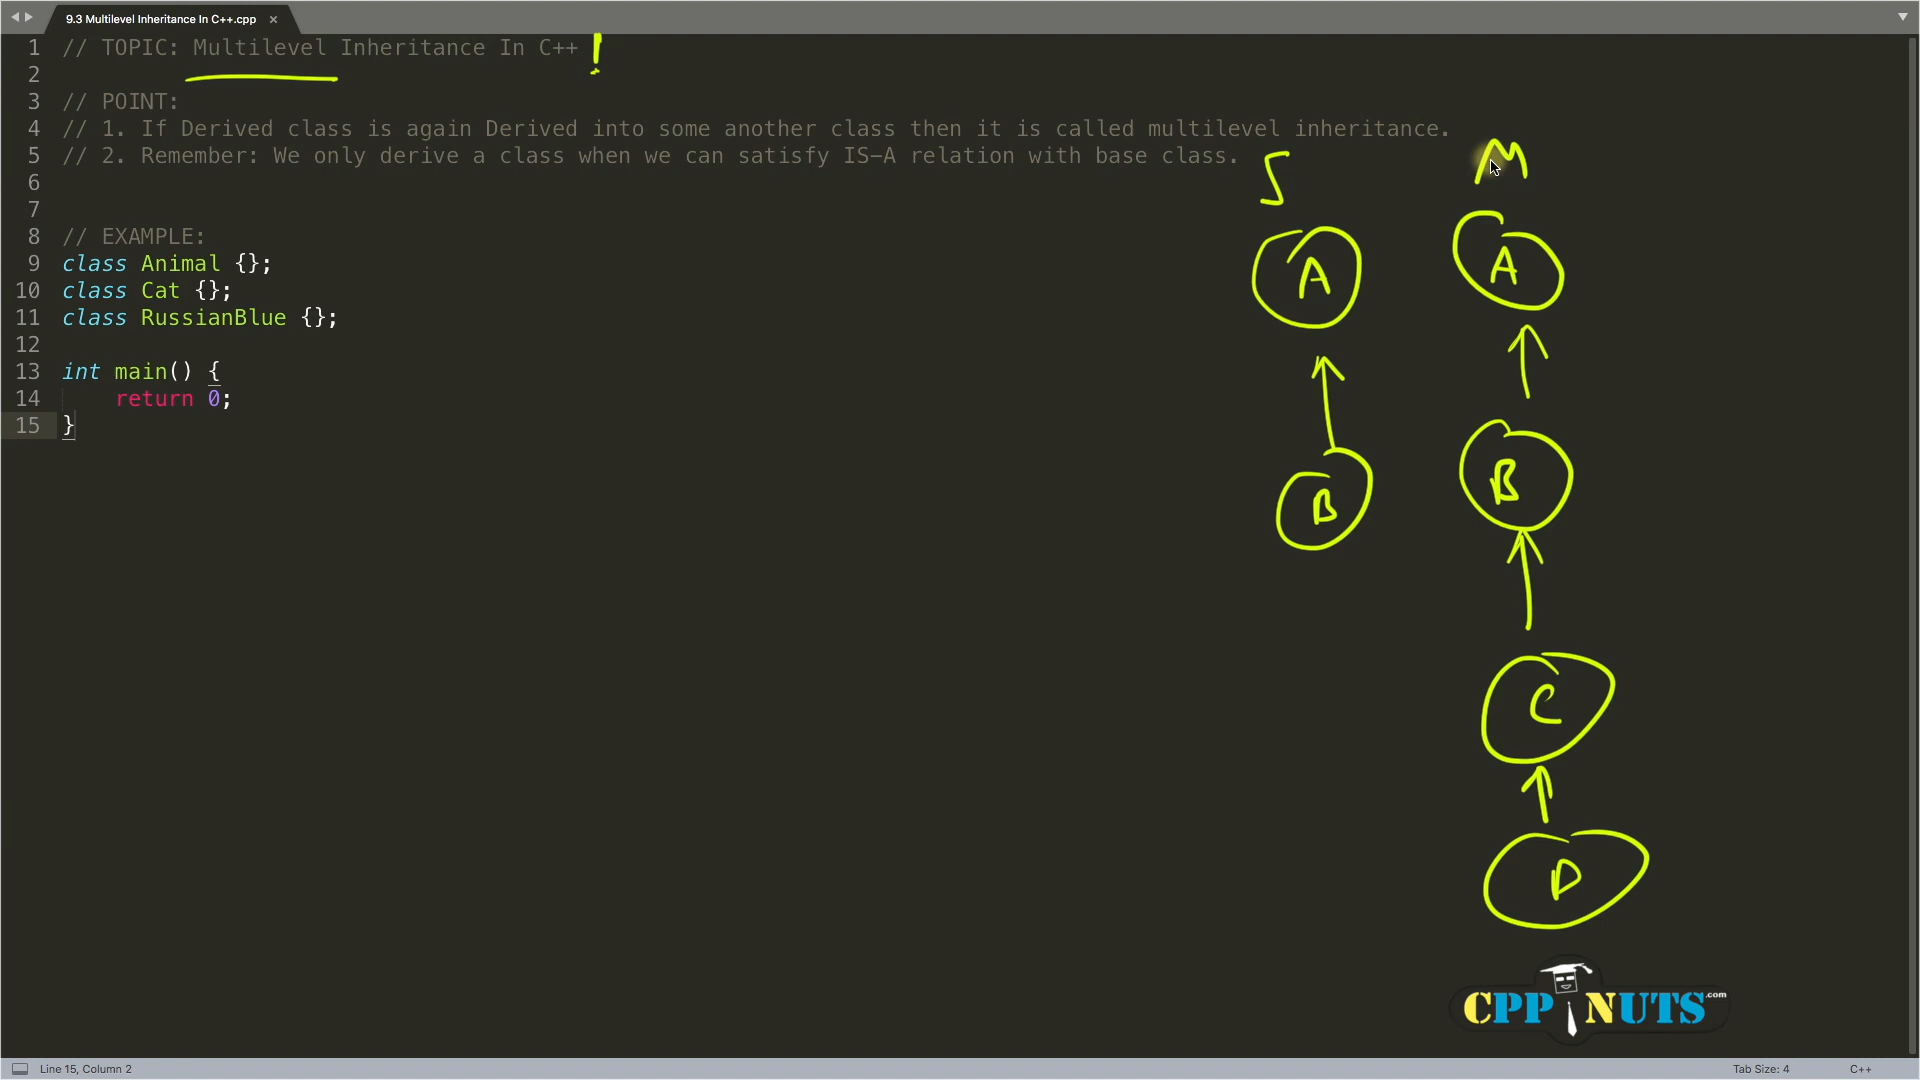 9.3 Multilevel Inheritance In C++.cpp ×
1 // TOPIC: Multilevel Inheritance In C++ !
2
3 // POINT:
4 // 1. If Derived class is again Derived into some another class then it is called multilevel inheritance.
5 // 2. Remember: We only derive a class when we can satisfy IS-A relation with base class.
6
7
8 // EXAMPLE:
9 class Animal {};
10 class Cat {};
11 class RussianBlue {};
12
13 int main() {
14 return 0;
15 }
S
A
B
M
A
B
C
D
CPP NUTS.com
Line 15, Column 2
Tab Size: 4
C++